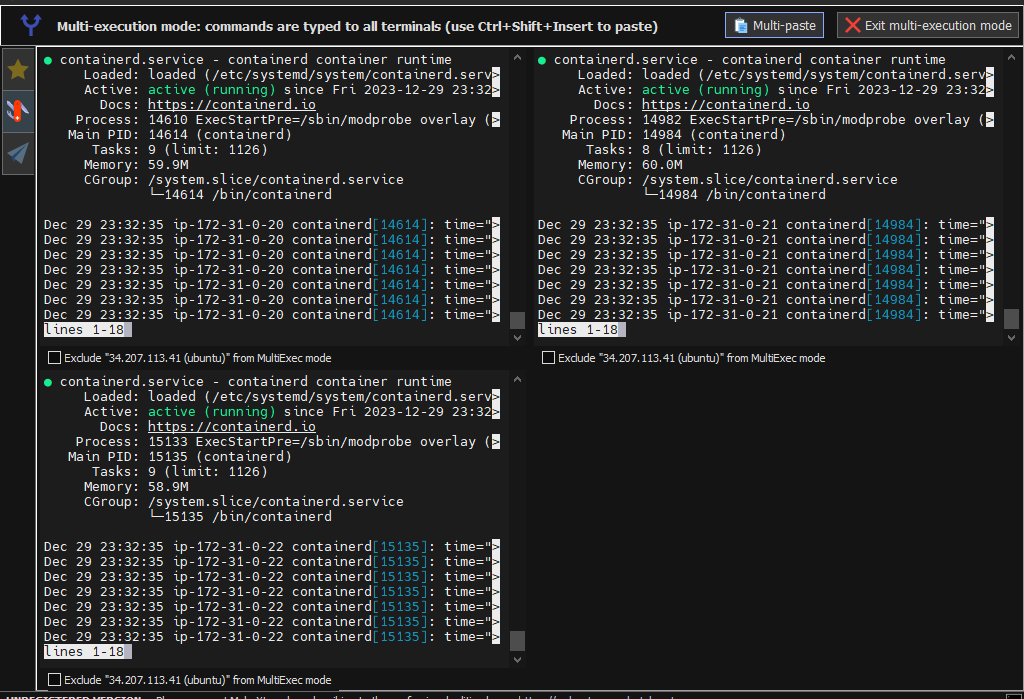 Multi-execution mode: commands are typed to all terminals (use Ctrl+Shift+Insert to paste)
Multi-paste
Exit multi-execution mode
● containerd.service - containerd container runtime
Loaded: loaded (/etc/systemd/system/containerd.serv>
Active: active (running) since Fri 2023-12-29 23:32>
Docs: https://containerd.io
Process: 14610 ExecStartPre=/sbin/modprobe overlay (>
Main PID: 14614 (containerd)
Tasks: 9 (limit: 1126)
Memory: 59.9M
CGroup: /system.slice/containerd.service
└─14614 /bin/containerd
Dec 29 23:32:35 ip-172-31-0-20 containerd[14614]: time=">
Dec 29 23:32:35 ip-172-31-0-20 containerd[14614]: time=">
Dec 29 23:32:35 ip-172-31-0-20 containerd[14614]: time=">
Dec 29 23:32:35 ip-172-31-0-20 containerd[14614]: time=">
Dec 29 23:32:35 ip-172-31-0-20 containerd[14614]: time=">
Dec 29 23:32:35 ip-172-31-0-20 containerd[14614]: time=">
Dec 29 23:32:35 ip-172-31-0-20 containerd[14614]: time=">
lines 1-18
Exclude "34.207.113.41 (ubuntu)" from MultiExec mode
● containerd.service - containerd container runtime
Loaded: loaded (/etc/systemd/system/containerd.serv>
Active: active (running) since Fri 2023-12-29 23:32>
Docs: https://containerd.io
Process: 14982 ExecStartPre=/sbin/modprobe overlay (>
Main PID: 14984 (containerd)
Tasks: 8 (limit: 1126)
Memory: 60.0M
CGroup: /system.slice/containerd.service
└─14984 /bin/containerd
Dec 29 23:32:35 ip-172-31-0-21 containerd[14984]: time=">
Dec 29 23:32:35 ip-172-31-0-21 containerd[14984]: time=">
Dec 29 23:32:35 ip-172-31-0-21 containerd[14984]: time=">
Dec 29 23:32:35 ip-172-31-0-21 containerd[14984]: time=">
Dec 29 23:32:35 ip-172-31-0-21 containerd[14984]: time=">
Dec 29 23:32:35 ip-172-31-0-21 containerd[14984]: time=">
Dec 29 23:32:35 ip-172-31-0-21 containerd[14984]: time=">
lines 1-18
Exclude "34.207.113.41 (ubuntu)" from MultiExec mode
● containerd.service - containerd container runtime
Loaded: loaded (/etc/systemd/system/containerd.serv>
Active: active (running) since Fri 2023-12-29 23:32>
Docs: https://containerd.io
Process: 15133 ExecStartPre=/sbin/modprobe overlay (>
Main PID: 15135 (containerd)
Tasks: 9 (limit: 1126)
Memory: 58.9M
CGroup: /system.slice/containerd.service
└─15135 /bin/containerd
Dec 29 23:32:35 ip-172-31-0-22 containerd[15135]: time=">
Dec 29 23:32:35 ip-172-31-0-22 containerd[15135]: time=">
Dec 29 23:32:35 ip-172-31-0-22 containerd[15135]: time=">
Dec 29 23:32:35 ip-172-31-0-22 containerd[15135]: time=">
Dec 29 23:32:35 ip-172-31-0-22 containerd[15135]: time=">
Dec 29 23:32:35 ip-172-31-0-22 containerd[15135]: time=">
Dec 29 23:32:35 ip-172-31-0-22 containerd[15135]: time=">
lines 1-18
Exclude "34.207.113.41 (ubuntu)" from MultiExec mode